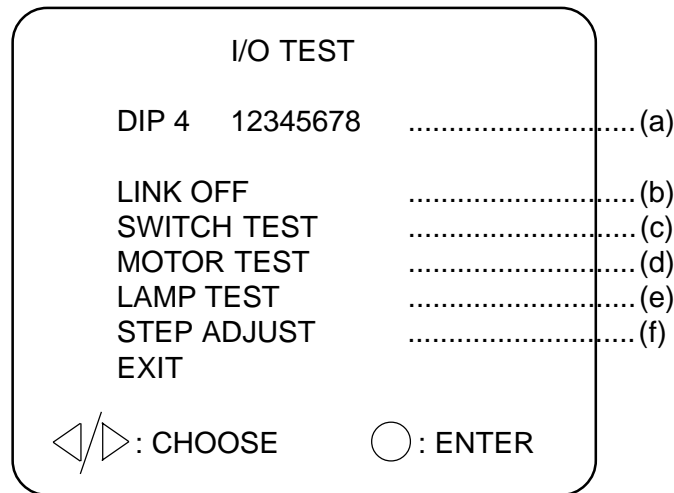 I/O TEST
DIP 4 12345678 ............................(a)
LINK OFF ............................(b)
SWITCH TEST ............................(c)
MOTOR TEST ............................(d)
LAMP TEST ............................(e)
STEP ADJUST ............................(f)
EXIT
◁/▷: CHOOSE ◯: ENTER